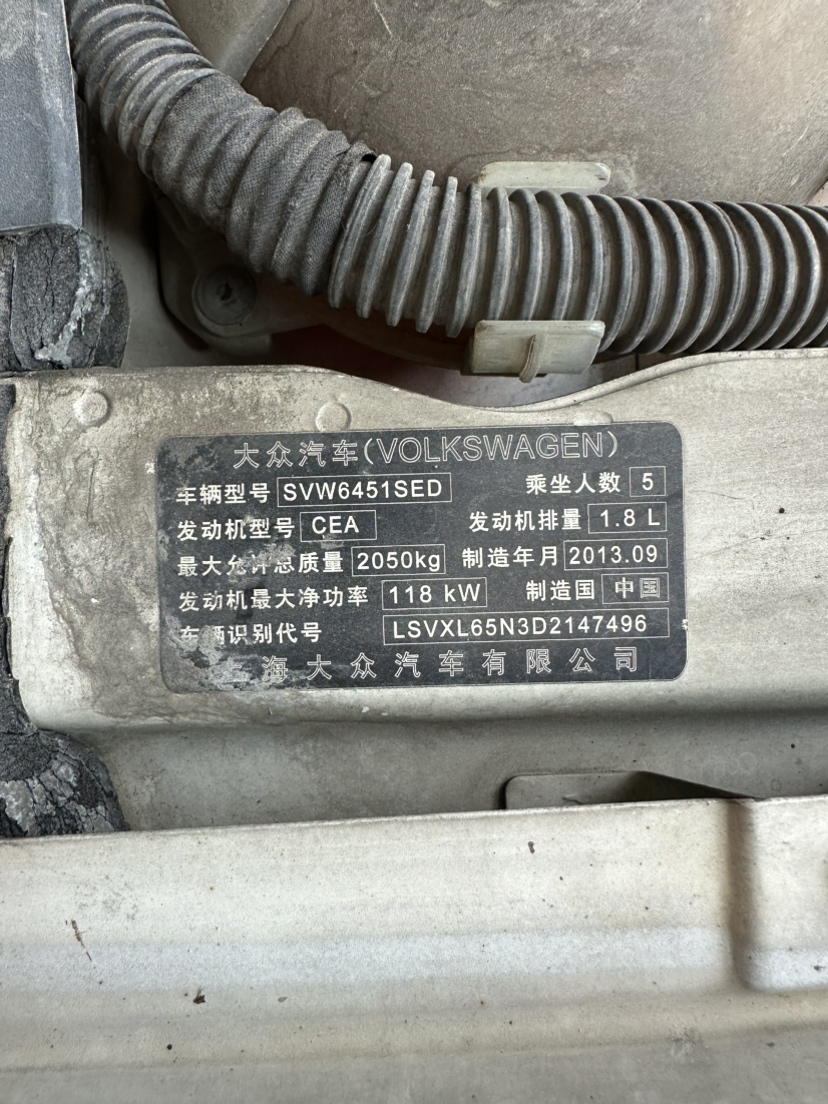 大众汽车(VOLKSWAGEN)
车辆型号 SVW6451SED 乘坐人数 5
发动机型号 CEA 发动机排量 1.8 L
最大允许总质量 2050kg 制造年月 2013.09
发动机最大净功率 118 kW 制造国 中国
车辆识别代号 LSVXL65N3D2147496
上海大众汽车有限公司